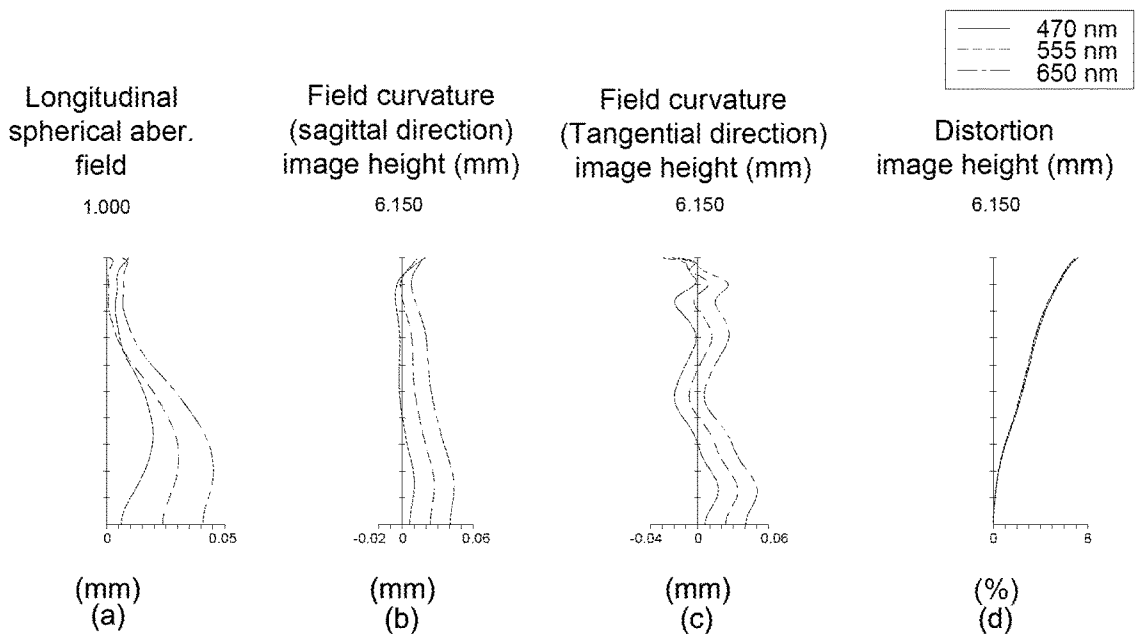 470 nm
555 nm
650 nm
Longitudinal
spherical aber.
field
1.000
Field curvature
(sagittal direction)
image height (mm)
6.150
Field curvature
(Tangential direction)
image height (mm)
6.150
Distortion
image height (mm)
6.150
0 0.05
-0.02 0 0.06
-0.04 0 0.06
0 8
(mm)
(a)
(mm)
(b)
(mm)
(c)
(%)
(d)